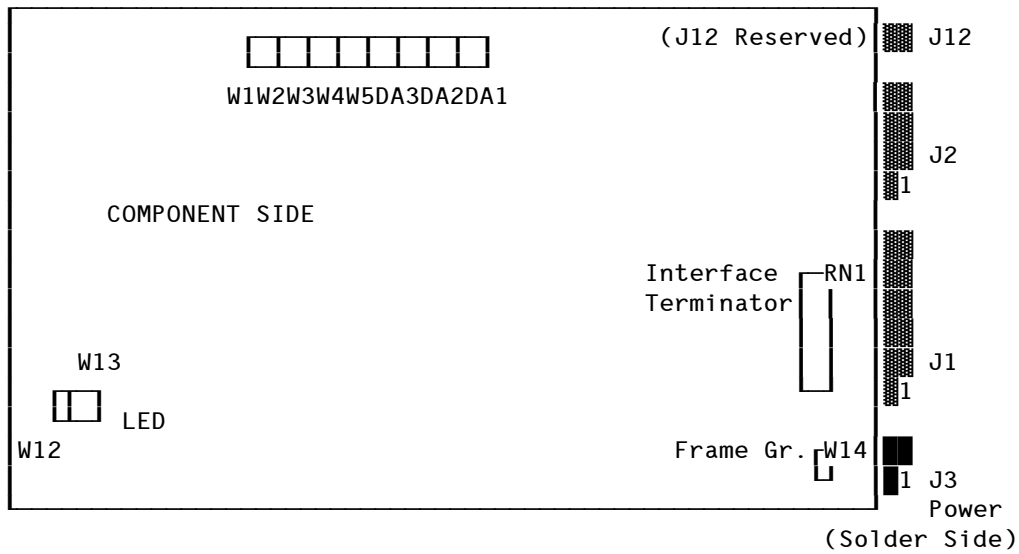 (J12 Reserved) J12
W1W2W3W4W5DA3DA2DA1
J2
1
COMPONENT SIDE
Interface RN1
Terminator
W13 J1
1
LED
W12 Frame Gr. W14
1 J3
Power
(Solder Side)